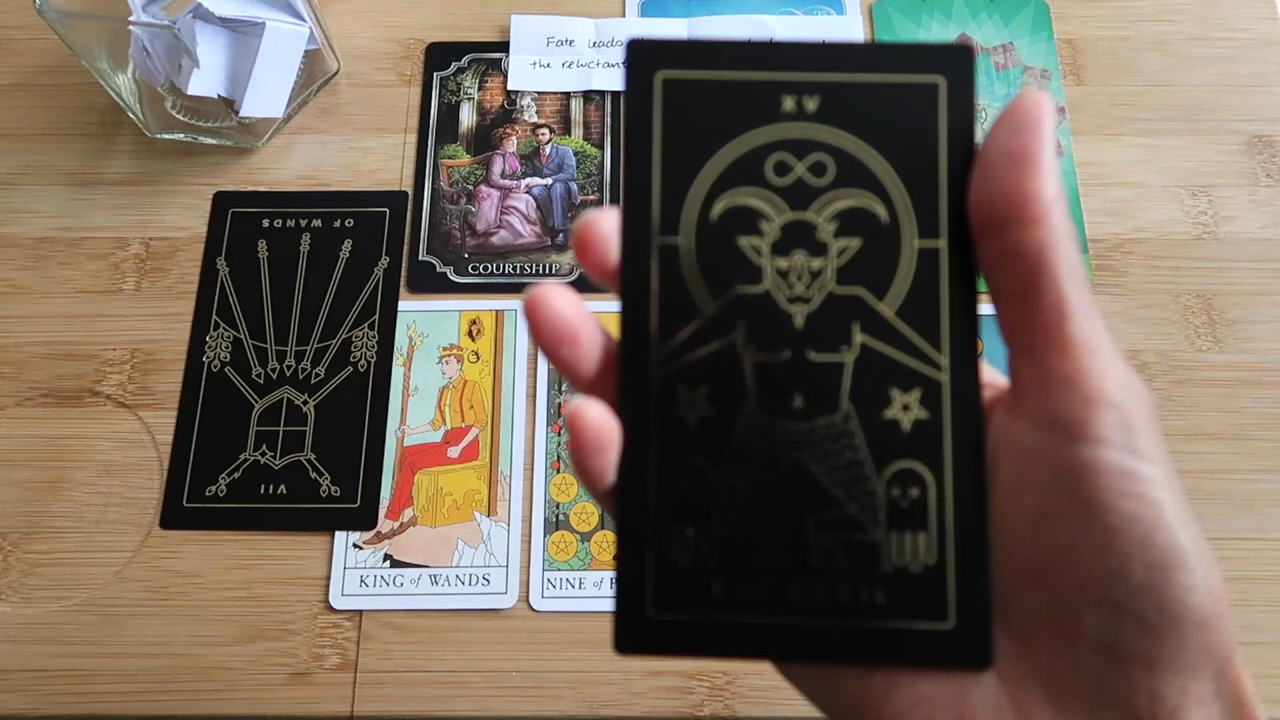 Fate leads
the reluctant
XV
COURTSHIP
OF WANDS
VII
KING of WANDS
NINE of